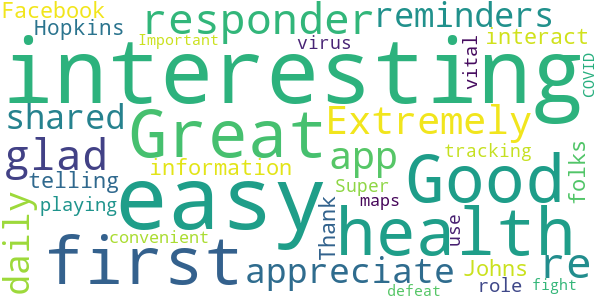 Facebook
responder
reminders
Hopkins
Important
virus
vital
interact
COVID
interesting
shared
Great
Extremely
glad
information
app
tracking
folks
telling
easy
Super
Good
daily
playing
maps
Thank
health
use
convenient
first
appreciate
Johns
re
role
fight
defeat